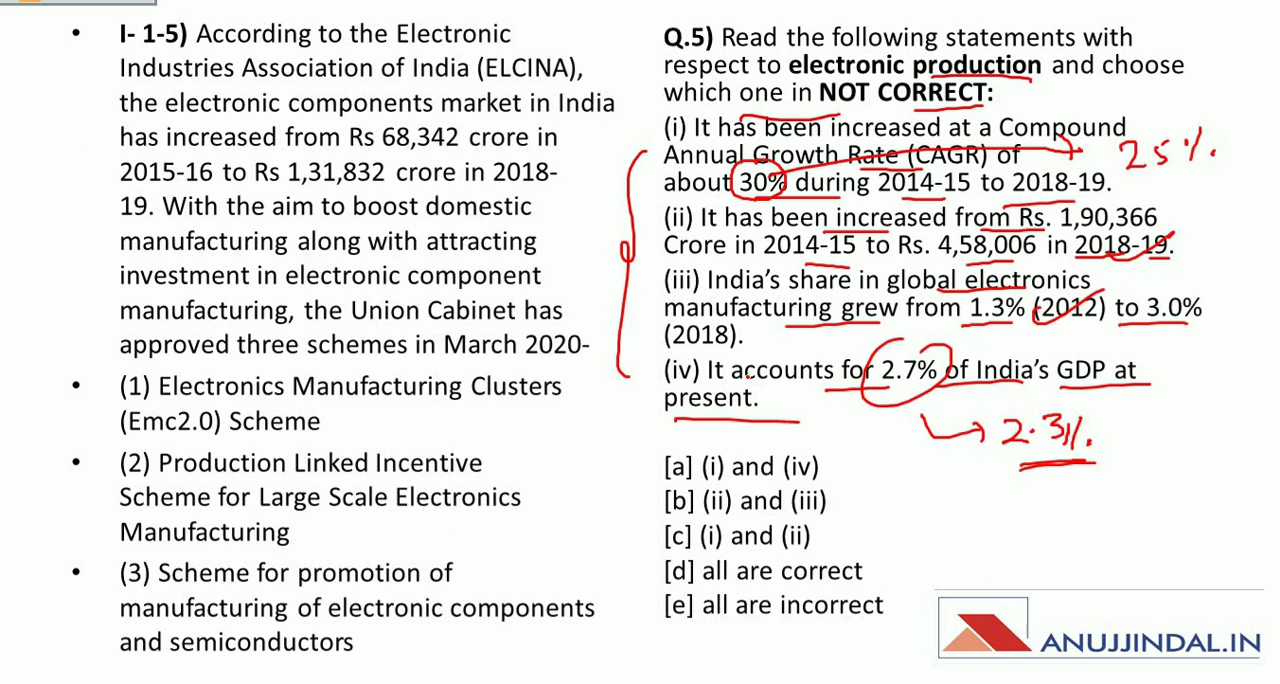 • I- 1-5) According to the Electronic
Industries Association of India (ELCINA),
the electronic components market in India
has increased from Rs 68,342 crore in
2015-16 to Rs 1,31,832 crore in 2018-
19. With the aim to boost domestic
manufacturing along with attracting
investment in electronic component
manufacturing, the Union Cabinet has
approved three schemes in March 2020-
• (1) Electronics Manufacturing Clusters
(Emc2.0) Scheme
• (2) Production Linked Incentive
Scheme for Large Scale Electronics
Manufacturing
• (3) Scheme for promotion of
manufacturing of electronic components
and semiconductors
Q.5) Read the following statements with
respect to electronic production and choose
which one in NOT CORRECT:
(i) It has been increased at a Compound
Annual Growth Rate (CAGR) of
25%.
about 30% during 2014-15 to 2018-19.
(ii) It has been increased from Rs. 1,90,366
Crore in 2014-15 to Rs. 4,58,006 in 2018-19.
(iii) India's share in global electronics
manufacturing grew from 1.3% (2012) to 3.0%
(2018).
(iv) It accounts for 2.7% of India's GDP at
present.
2.3%.
[a] (i) and (iv)
[b] (ii) and (iii)
[c] (i) and (ii)
[d] all are correct
[e] all are incorrect
ANUJJINDAL.IN